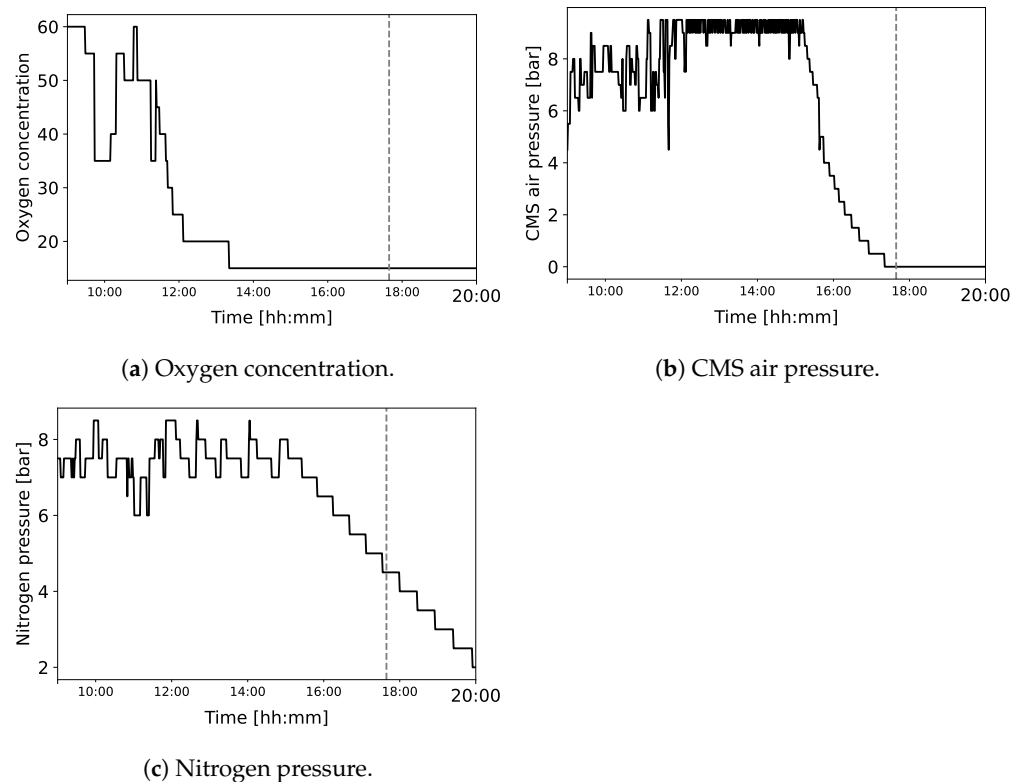 60
50
40
30
20
Oxygen concentration
10:00 12:00 14:00 16:00 18:00 20:00
Time [hh:mm]
(a) Oxygen concentration.
8
6
4
2
0
CMS air pressure [bar]
10:00 12:00 14:00 16:00 18:00 20:00
Time [hh:mm]
(b) CMS air pressure.
8
6
4
2
Nitrogen pressure [bar]
10:00 12:00 14:00 16:00 18:00 20:00
Time [hh:mm]
(c) Nitrogen pressure.